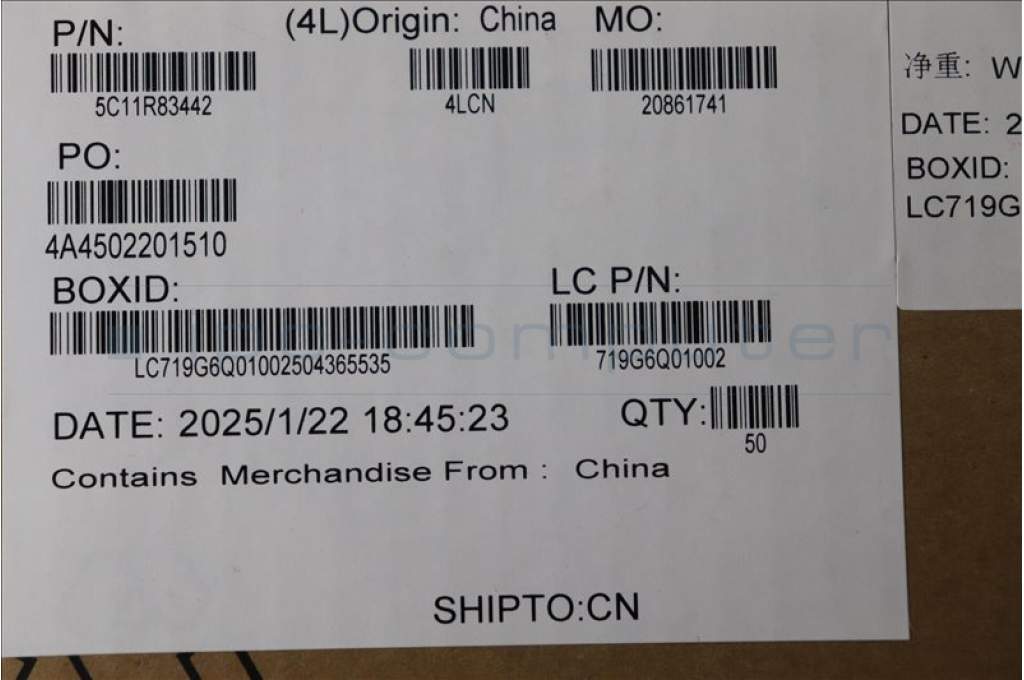 P/N:
(4L)Origin: China
MO:
5C11R83442
4LCN
20861741
PO:
4A4502201510
BOXID:
LC P/N:
LC719G6Q01002504365535
719G6Q01002
DATE: 2025/1/22 18:45:23
QTY:
50
Contains Merchandise From : China
SHIPTO:CN
净重: W
DATE: 2
BOXID:
LC719G